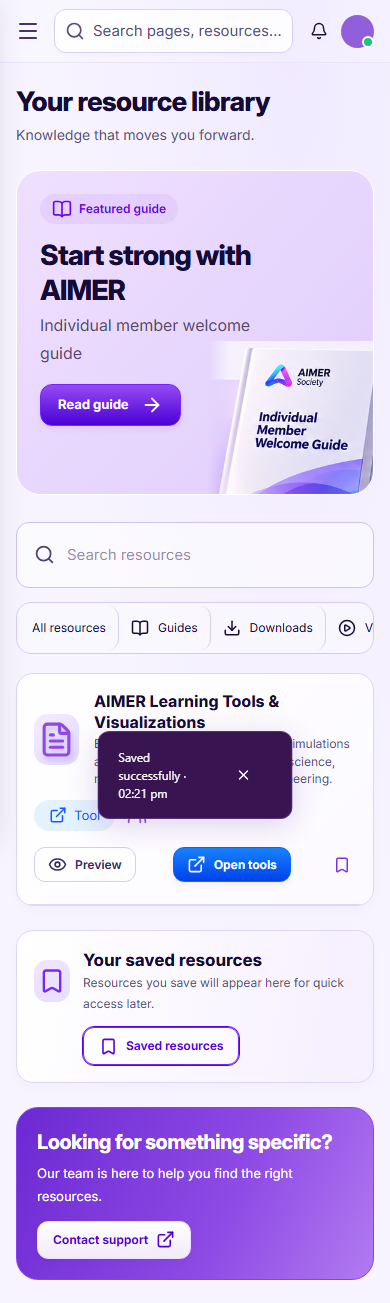 Search pages, resources...
Your resource library
Knowledge that moves you forward.
Featured guide
Start strong with
AIMER
Individual member welcome
guide
Read guide
AIMER
Society
Individual
Member
Welcome Guide
Search resources
All resources
Guides
Downloads
V
AIMER Learning Tools &
Visualizations
imulations
science,
eering.
Saved
successfully ·
02:21 pm
Tool
Preview
Open tools
Your saved resources
Resources you save will appear here for quick
access later.
Saved resources
Looking for something specific?
Our team is here to help you find the right
resources.
Contact support